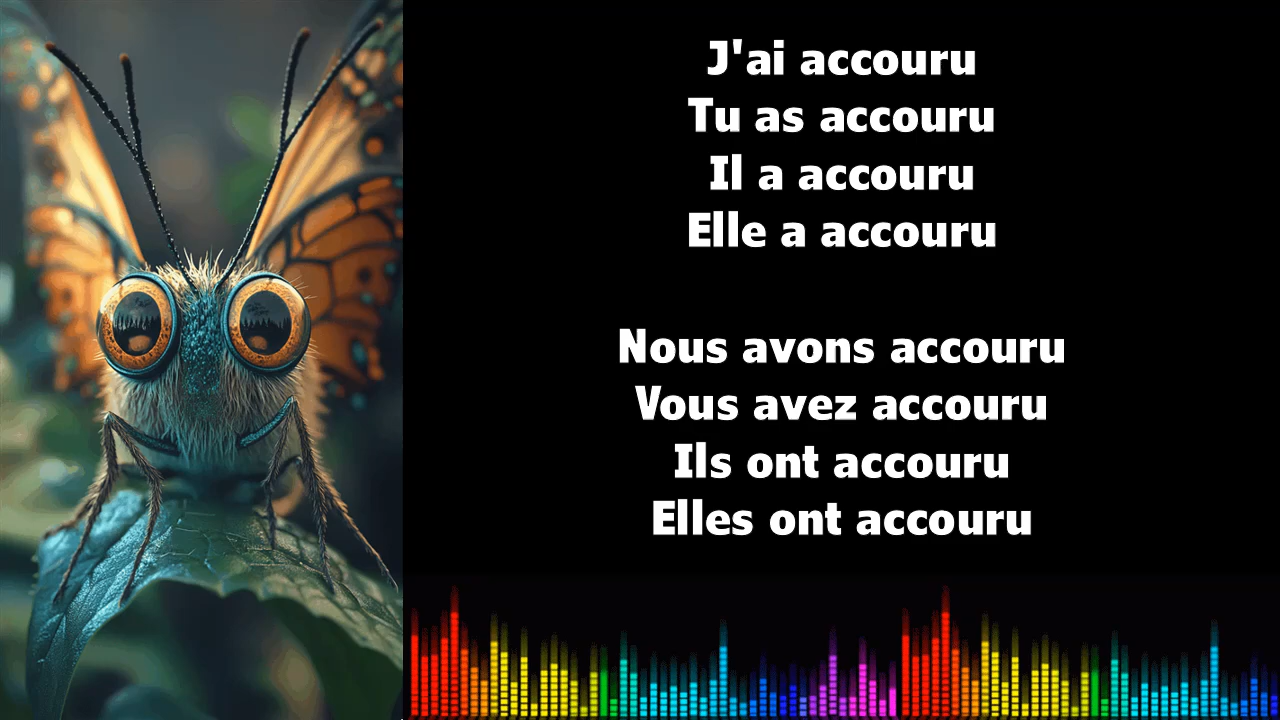 J'ai accouru
Tu as accouru
Il a accouru
Elle a accouru
Nous avons accouru
Vous avez accouru
Ils ont accouru
Elles ont accouru